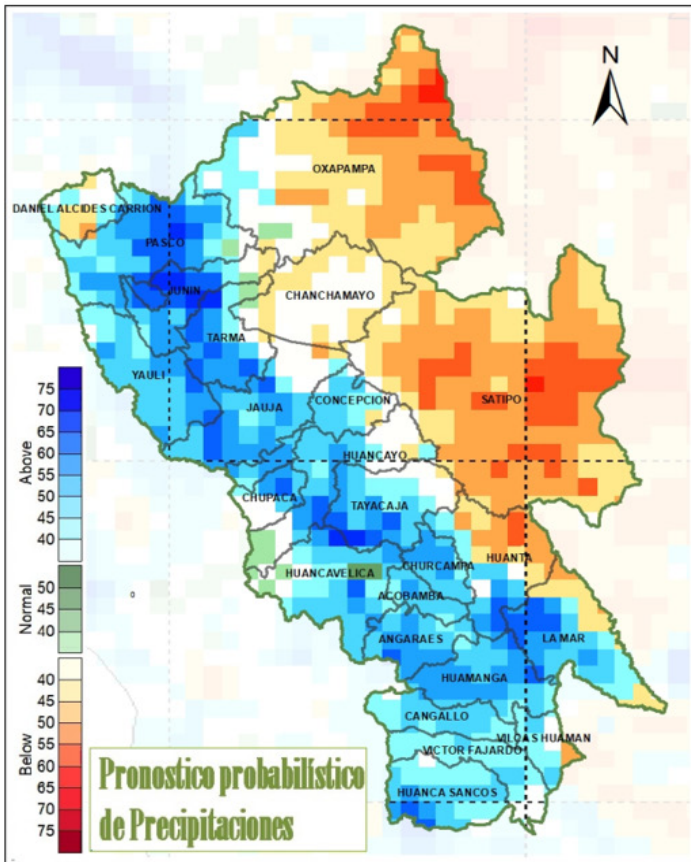 N
OXAPAMPA
DANIEL ALCIDES CARRION
PASCO
JUNIN
CHANCHAMAYO
TARMA
YAULI
JAUJA
CONCEPCION
SATIPO
HUANCAYO
CHUPACA
TAYACAJA
HUANTA
CHURCAMPA
HUANCAVELICA
ACOBAMBA
ANGARAES
LA MAR
HUAMANGA
CANGALLO
VILCAS HUAMAN
VICTOR FAJARDO
HUANCA SANCOS
Above
75
70
65
60
55
50
45
40
Normal
50
45
40
0
Below
40
45
50
55
60
65
70
75
Pronostico probabilístico
de Precipitaciones